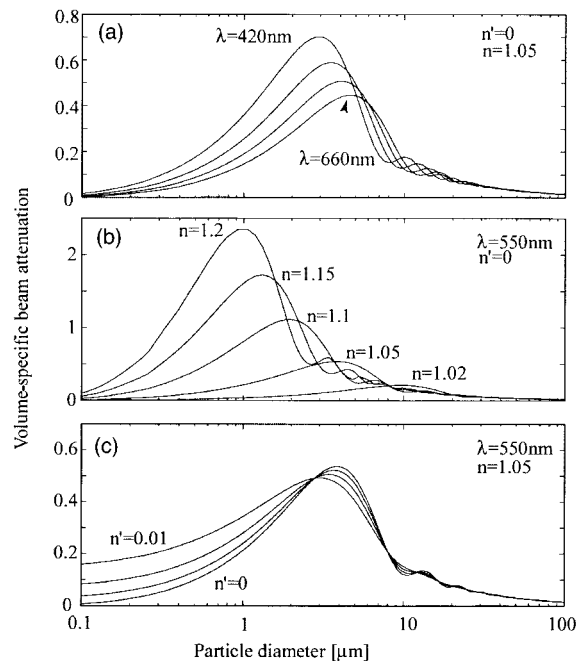 (a)
0.8
λ=420nm
n'=0
n=1.05
0.6
0.4
0.2
λ=660nm
0
(b)
n=1.2
λ=550nm
n'=0
2
n=1.15
n=1.1
1
n=1.05
n=1.02
0
(c)
0.6
λ=550nm
n=1.05
0.4
n'=0.01
0.2
n'=0
0
0.1
1
10
100
Particle diameter [µm]
Volume-specific beam attenuation